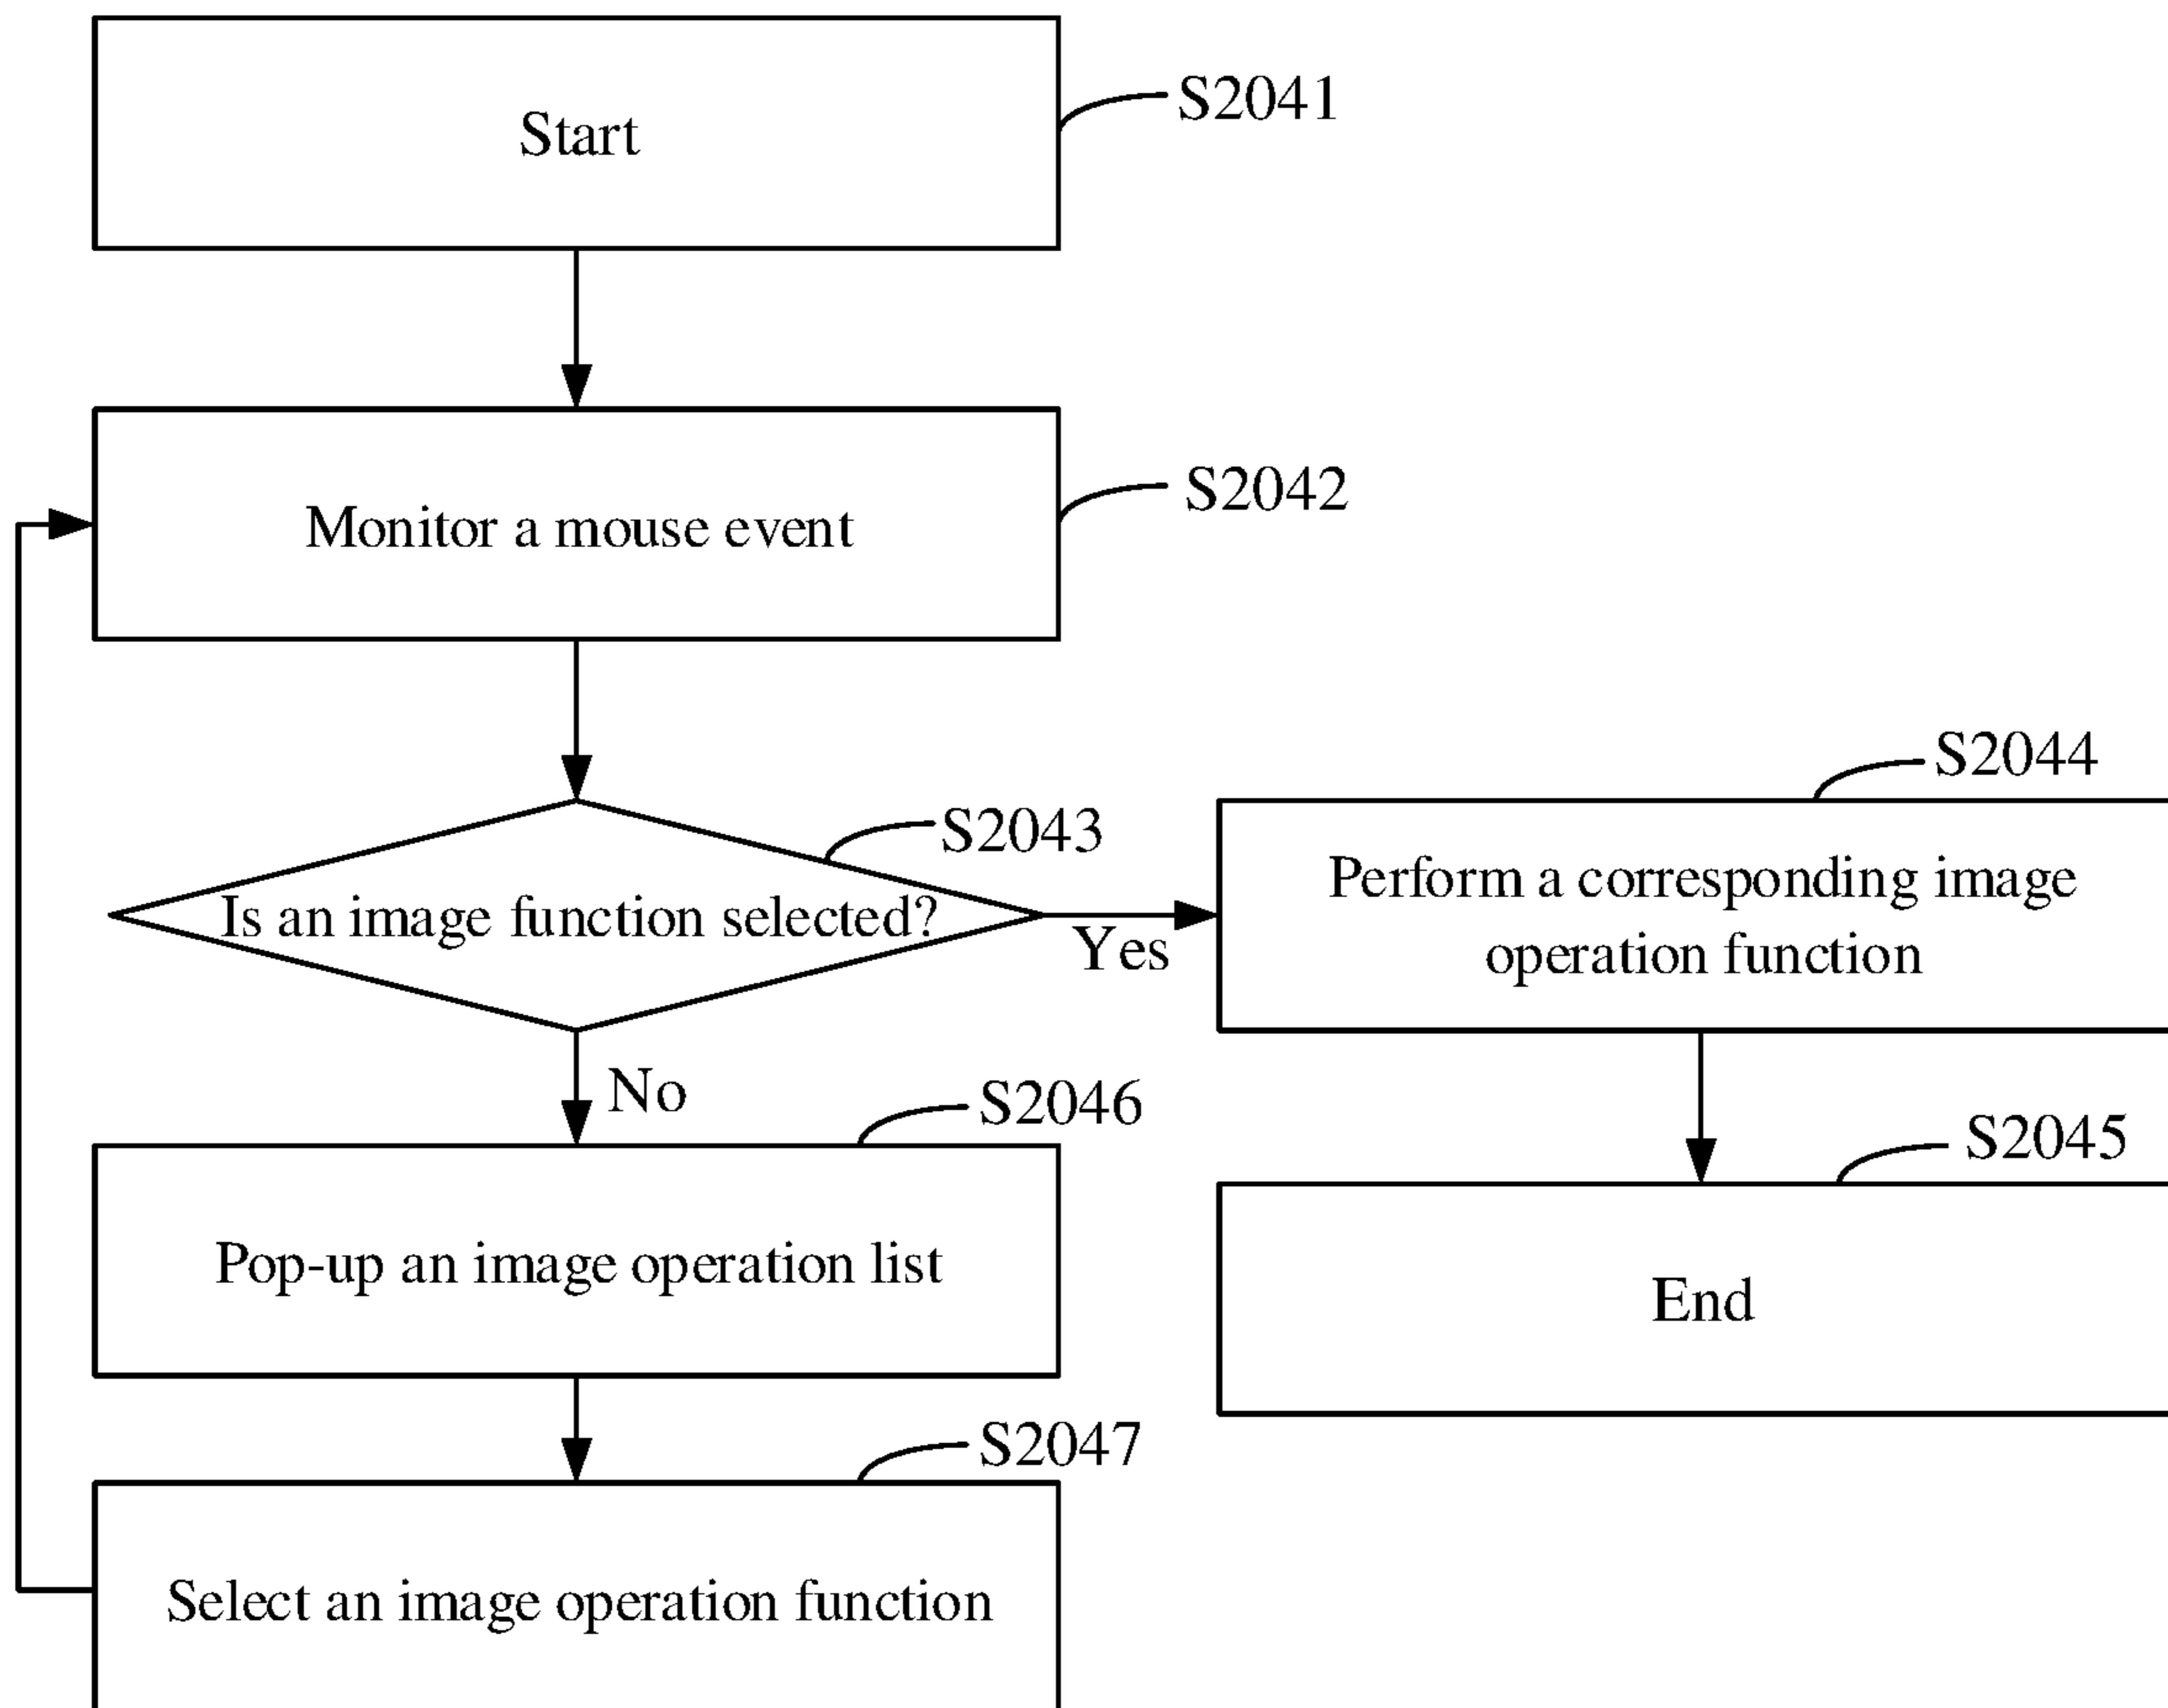 Start
S2041
Monitor a mouse event
S2042
Is an image function selected?
S2043
Yes
Perform a corresponding image
operation function
S2044
No
Pop-up an image operation list
S2046
End
S2045
Select an image operation function
S2047